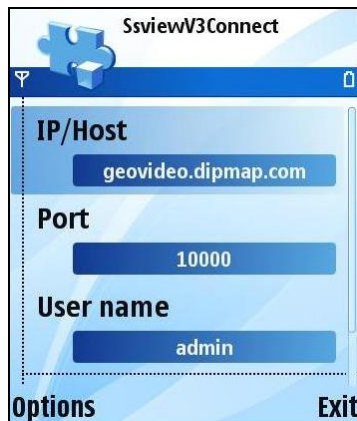 SsviewV3Connect
IP/Host
geovideo.dipmap.com
Port
10000
User name
admin
Options Exit